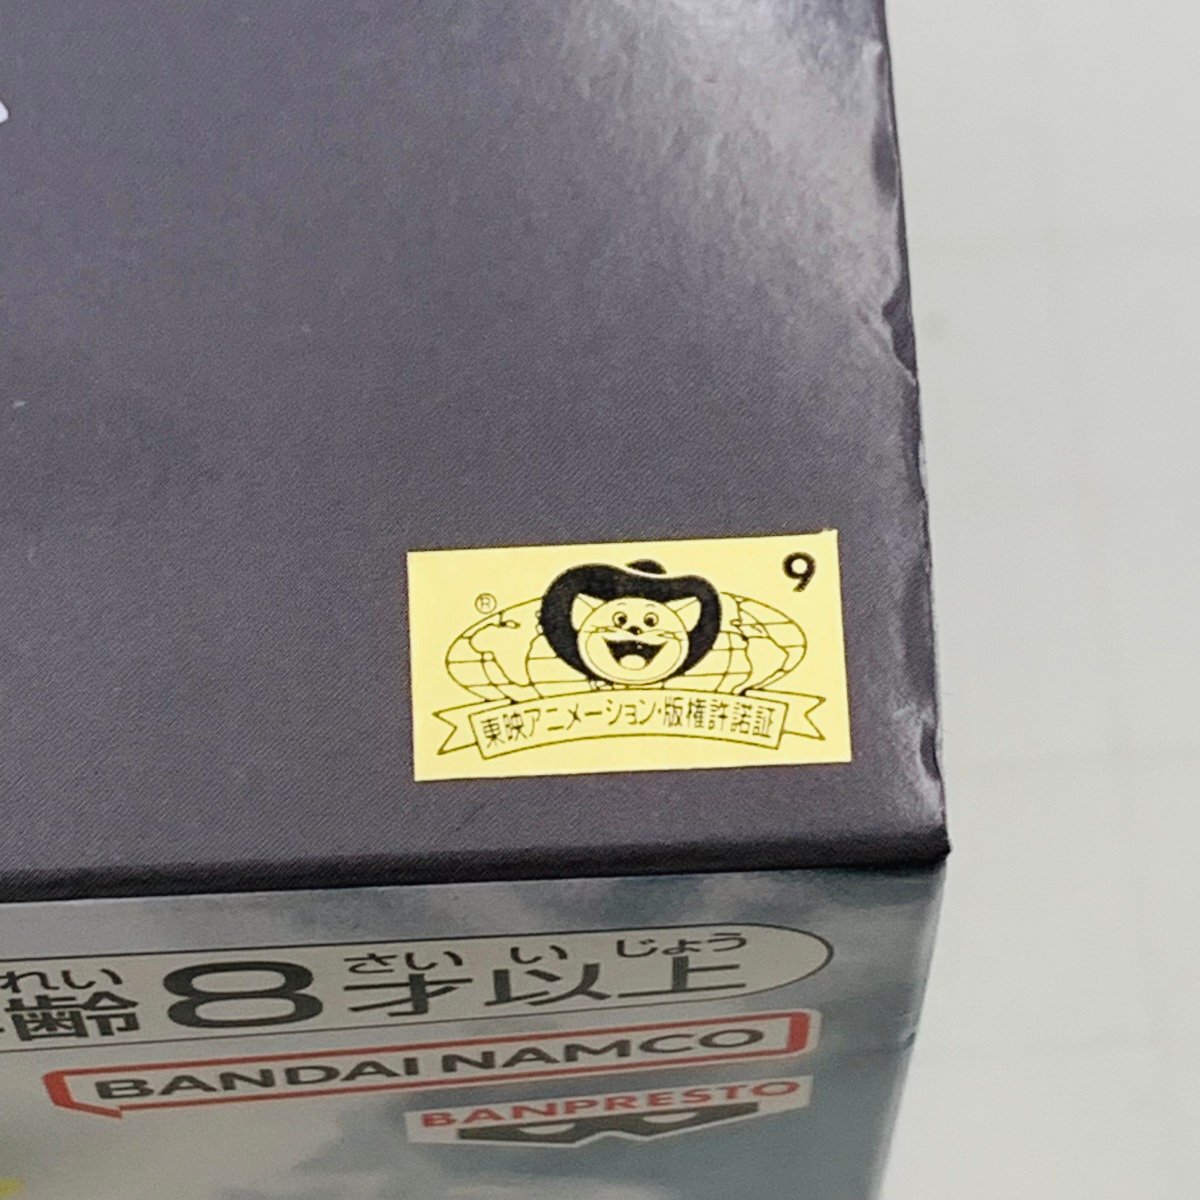 9
®
東映アニメーション・版権許諾証
れい さい い じょう
齢8才以上
BANDAI NAMCO
BANPRESTO